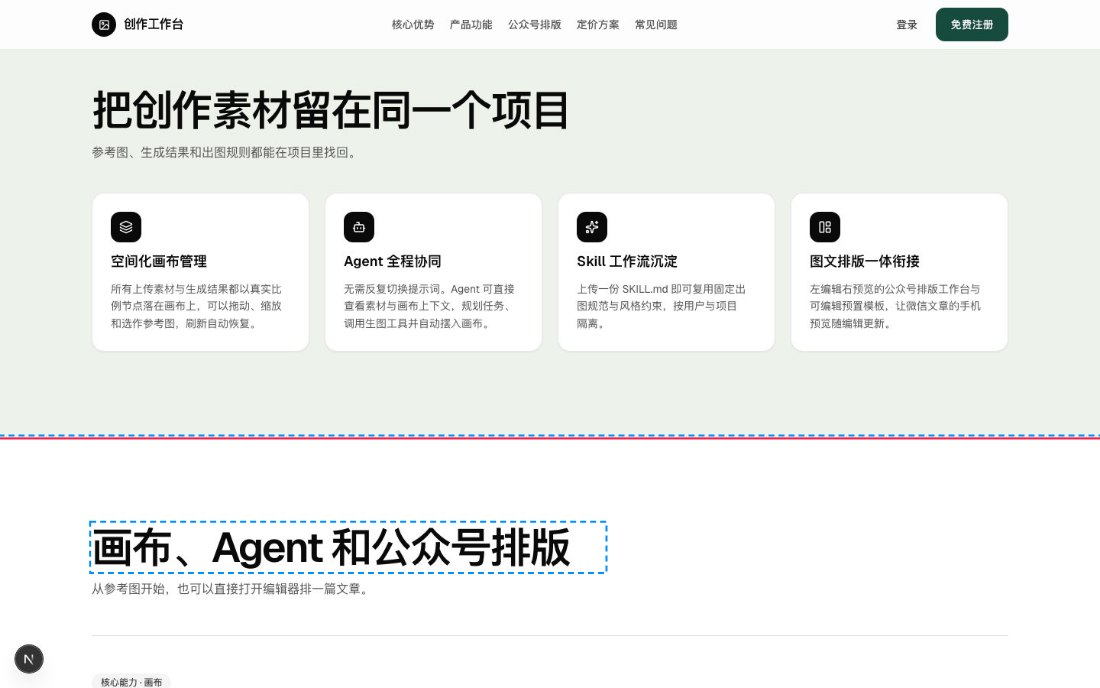 创作工作台
核心优势 产品功能 公众号排版 定价方案 常见问题
登录
免费注册
把创作素材留在同一个项目
参考图、生成结果和出图规则都能在项目里找回。
空间化画布管理
所有上传素材与生成结果都以真实比
例节点落在画布上，可以拖动、缩放
和选作参考图，刷新自动恢复。
Agent 全程协同
无需反复切换提示词。Agent 可直接
查看素材与画布上下文，规划任务、
调用生图工具并自动摆入画布。
Skill 工作流沉淀
上传一份 SKILL.md 即可复用固定出
图规范与风格约束，按用户与项目
隔离。
图文排版一体衔接
左编辑右预览的公众号排版工作台与
可编辑预置模板，让微信文章的手机
预览随编辑更新。
画布、Agent 和公众号排版
从参考图开始，也可以直接打开编辑器排一篇文章。
N
核心能力 · 画布